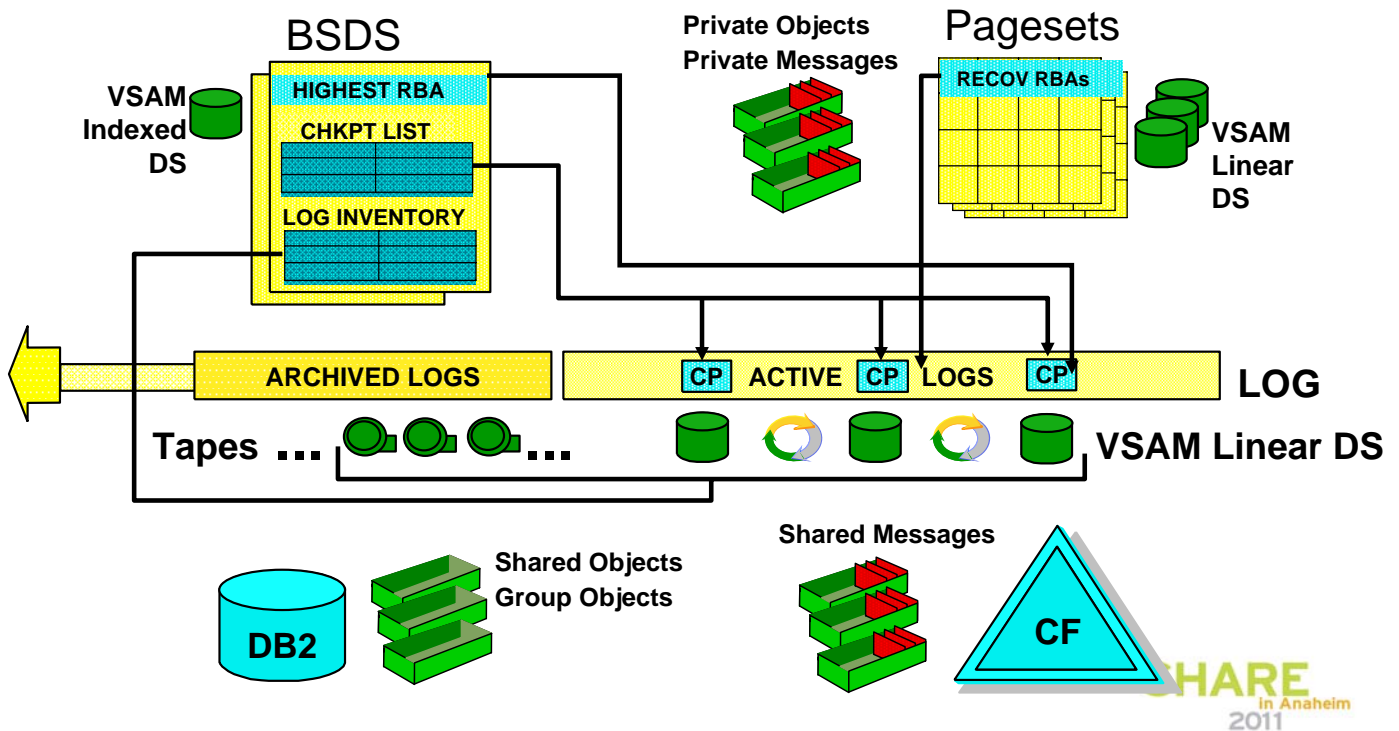 BSDS
VSAM
Indexed
DS
HIGHEST RBA
CHKPT LIST
LOG INVENTORY
Private Objects
Private Messages
Pagesets
RECOV RBAs
VSAM
Linear
DS
ARCHIVED LOGS
CP ACTIVE CP LOGS CP
LOG
Tapes ... ...
VSAM Linear DS
DB2
Shared Objects
Group Objects
Shared Messages
CF
SHARE
in Anaheim
2011